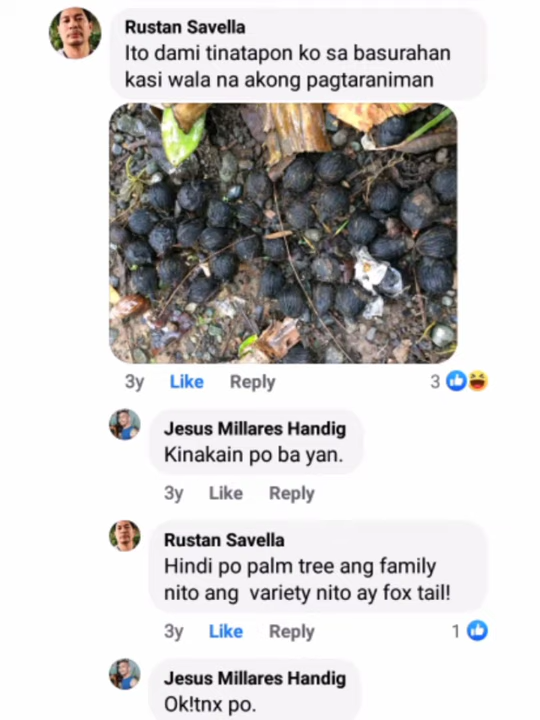 Rustan Savella
Ito dami tinatapon ko sa basurahan
kasi wala na akong pagtaraniman
3y Like Reply 3
Jesus Millares Handig
Kinakain po ba yan.
3y Like Reply
Rustan Savella
Hindi po palm tree ang family
nito ang variety nito ay fox tail!
3y Like Reply 1
Jesus Millares Handig
Ok!tnx po.